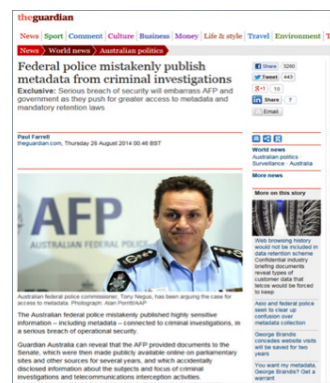 theguardian
News Sport Comment Culture Business Money Life & style Travel Environment T
News World news Australian politics
Federal police mistakenly publish
metadata from criminal investigations
Exclusive: Serious breach of security will embarrass AFP and
government as they push for greater access to metadata and
mandatory retention laws
Share 3260
Tweet 443
+1 10
Share 7
Email
Paul Farrell
theguardian.com, Thursday 28 August 2014 00.46 BST
World news
Australian politics ·
Surveillance · Australia
More news
More on this story
AFP
AUSTRALIAN FEDERAL POLICE
Web browsing history
would not be included in
data retention scheme
Confidential industry
briefing documents
reveal types of
customer data that
telcos would be forced
to keep
Australian federal police commissioner, Tony Negus, has been arguing the case for
access to metadata. Photograph: Alan Porritt/AAP
The Australian federal police mistakenly published highly sensitive
information – including metadata – connected to criminal investigations, in
a serious breach of operational security.
Asio and federal police
seek to clear up
confusion over
metadata collection
Guardian Australia can reveal that the AFP provided documents to the
Senate, which were then made publicly available online on parliamentary
sites and other sources for several years, and which accidentally
disclosed information about the subjects and focus of criminal
investigations and telecommunications interception activities.
George Brandis
concedes website visits
will be saved for two
years
You want my metadata,
George Brandis? Get a
warrant